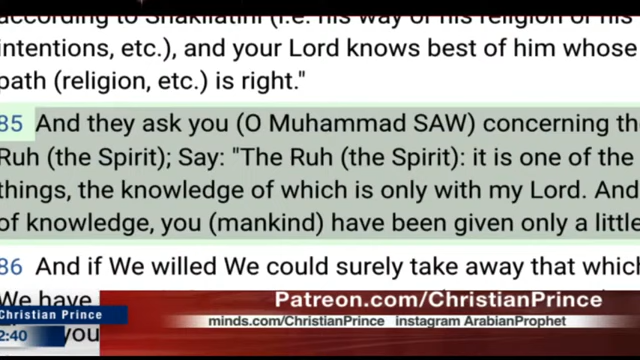 according to Shakilatihi (i.e. his way or his religion or his
intentions, etc.), and your Lord knows best of him whose
path (religion, etc.) is right."
85 And they ask you (O Muhammad SAW) concerning the
Ruh (the Spirit); Say: "The Ruh (the Spirit): it is one of the
things, the knowledge of which is only with my Lord. And
of knowledge, you (mankind) have been given only a little
86 And if We willed We could surely take away that which
We have
you
Patreon.com/ChristianPrince
Christian Prince
minds.com/ChristianPrince instagram ArabianProphet
2:40